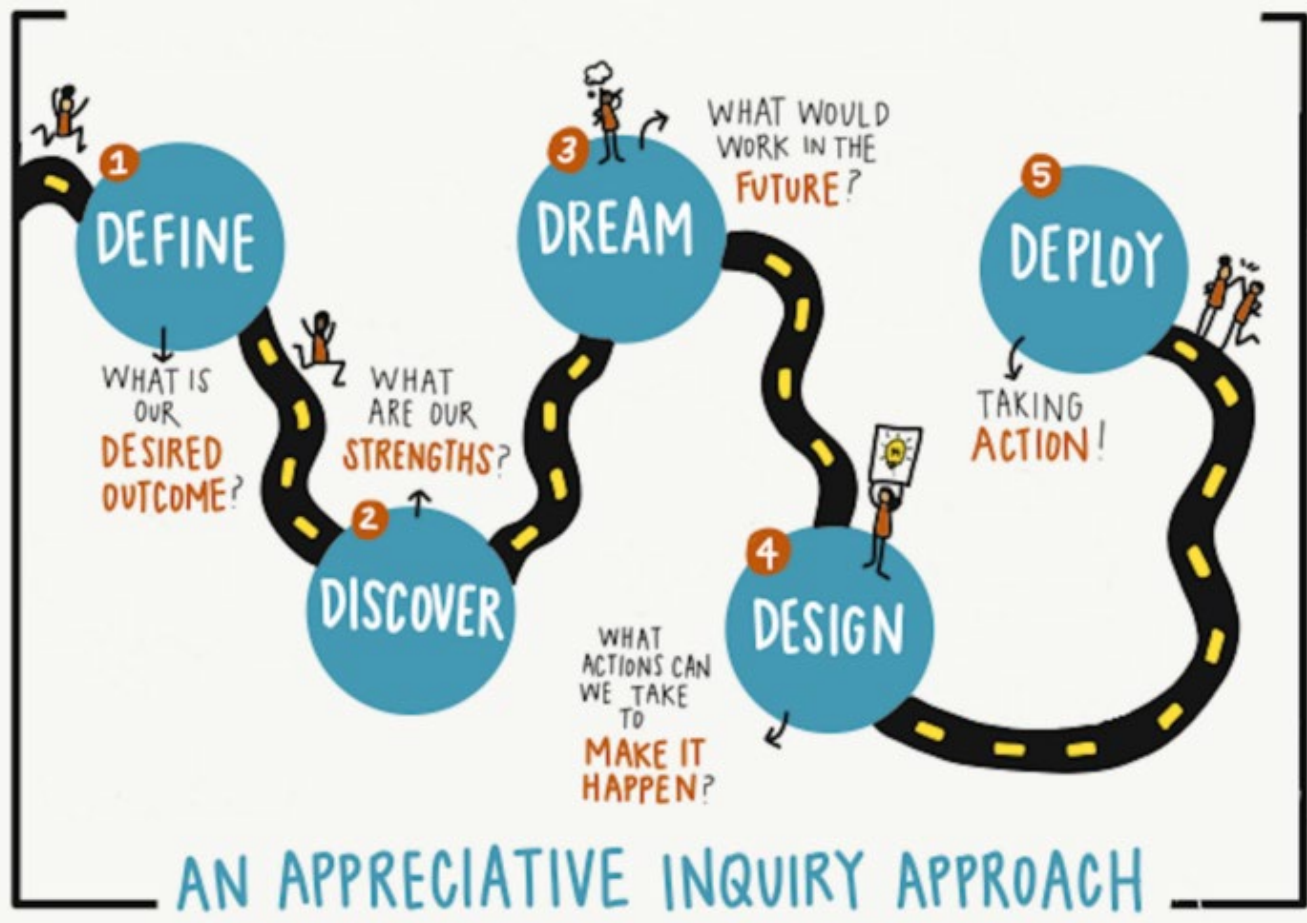 1
DEFINE
WHAT IS
OUR
DESIRED
OUTCOME?
2
DISCOVER
WHAT
ARE OUR
STRENGTHS?
3
DREAM
WHAT WOULD
WORK IN THE
FUTURE?
4
DESIGN
WHAT
ACTIONS CAN
WE TAKE
TO
MAKE IT
HAPPEN?
5
DEPLOY
TAKING
ACTION!
AN APPRECIATIVE INQUIRY APPROACH